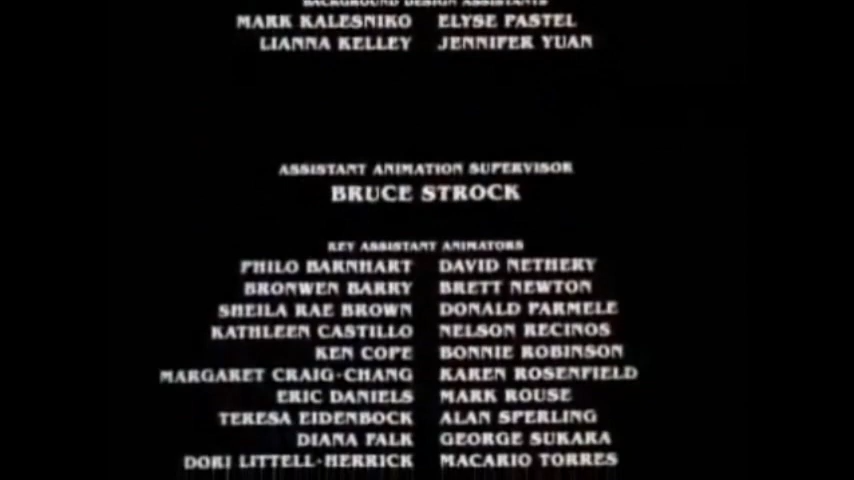 BACKGROUND DESIGN ASSISTANTS
MARK KALESNIKO ELYSE PASTEL
LIANNA KELLEY JENNIFER YUAN
ASSISTANT ANIMATION SUPERVISOR
BRUCE STROCK
KEY ASSISTANT ANIMATORS
PHILO BARNHART DAVID NETHERY
BRONWEN BARRY BRETT NEWTON
SHEILA RAE BROWN DONALD PARMELE
KATHLEEN CASTILLO NELSON RECINOS
KEN COPE BONNIE ROBINSON
MARGARET CRAIG-CHANG KAREN ROSENFIELD
ERIC DANIELS MARK ROUSE
TERESA EIDENBOCK ALAN SPERLING
DIANA FALK GEORGE SUKARA
DORI LITTELL-HERRICK MACARIO TORRES